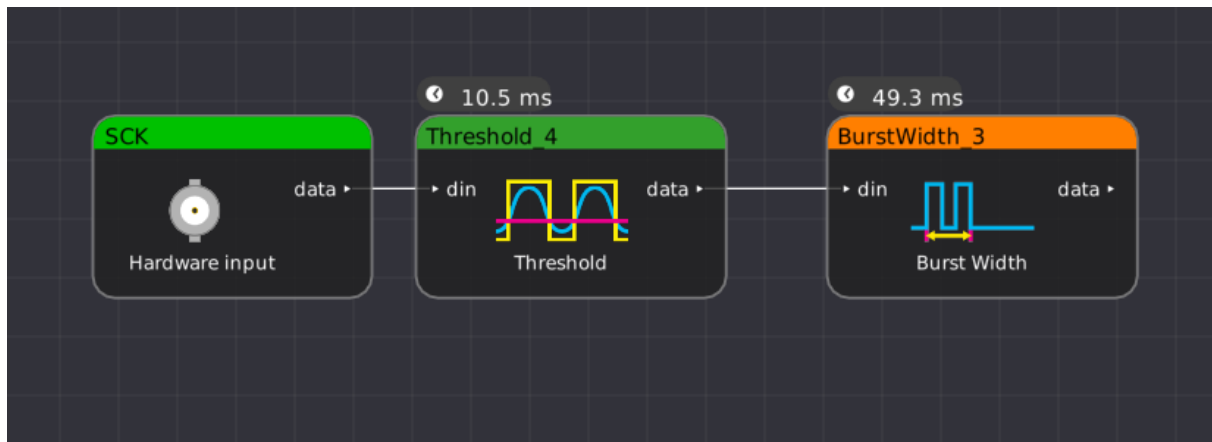 10.5 ms
49.3 ms
SCK
Threshold_4
BurstWidth_3
data
din
data
din
data
Hardware input
Threshold
Burst Width